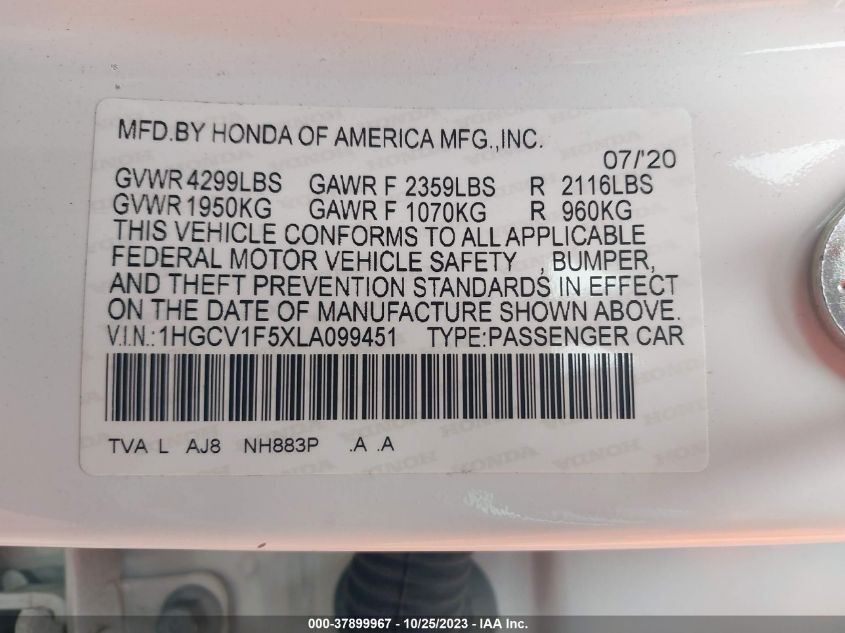 MFD.BY HONDA OF AMERICA MFG.,INC.
07/'20
GVWR 4299LBS GAWR F 2359LBS R 2116LBS
GVWR 1950KG GAWR F 1070KG R 960KG
THIS VEHICLE CONFORMS TO ALL APPLICABLE
FEDERAL MOTOR VEHICLE SAFETY , BUMPER,
AND THEFT PREVENTION STANDARDS IN EFFECT
ON THE DATE OF MANUFACTURE SHOWN ABOVE.
V.I.N.:1HGCV1F5XLA099451 TYPE:PASSENGER CAR
TVA L AJ8 NH883P .A .A
000-37899967 - 10/25/2023 - IAA Inc.